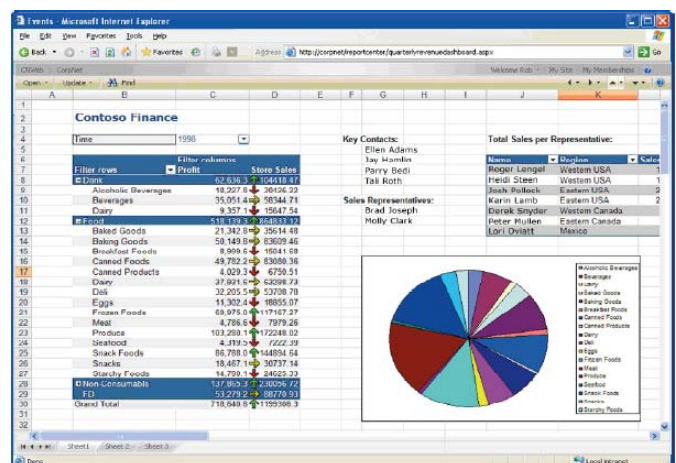 Events - Microsoft Internet Explorer
File Edit View Favorites Tools Help
Back Favorites Address http://corpnet/reportcenter/quarterlyrevenuedashboard.aspx Go
CorpNet Welcome Rob My Site My Memberships
Open Update Find
A B C D E F G H I J K
Contoso Finance
Time 1998 Key Contacts: Total Sales per Representative:
Ellen Adams
Filter columns Jay Hamlin Name Region Sales
Filter rows Profit Store Sales Parry Bedi Roger Lengel Western USA
Drink 62,636.3 104418.47 Tali Roth Heidi Steen Western USA
Alcoholic Beverages 18,227.8 30426.22 Josh Pollock Eastern USA
Beverages 35,051.4 58344.71 Sales Representatives: Karin Lamb Eastern USA
Dairy 9,357.1 15647.54 Brad Joseph Derek Snyder Western Canada
Food 518,139.3 864833.12 Molly Clark Peter Mullen Eastern Canada
Baked Goods 21,342.8 35614.48 Lori Oviatt Mexico
Baking Goods 50,149.8 83609.46
Breakfast Foods 8,999.6 15041.68
Canned Foods 49,782.2 83080.36
Canned Products 4,029.3 6750.51
Dairy 37,931.6 63298.73
Deli 32,205.5 53708.78
Eggs 11,302.4 18855.07
Frozen Foods 69,975.0 117167.27
Meat 4,786.6 7979.26
Produce 103,280.1 172248.02
Seafood 4,319.5 7222.39
Snack Foods 86,788.0 144894.64
Snacks 18,467.1 30737.14
Starchy Foods 14,780.1 24625.33
Non-Consumable 137,865.3 230056.72
FD 53,279.2 88770.93
Grand Total 718,640.8 1199308.3
Alcoholic Beverages
Beverages
Dairy
Baked Goods
Baking Goods
Breakfast Foods
Canned Foods
Canned Products
Dairy
Deli
Eggs
Frozen Foods
Meat
Produce
Seafood
Snack Foods
Snacks
Starchy Foods
Sheet1 Sheet 2 Sheet 3
Done Local intranet